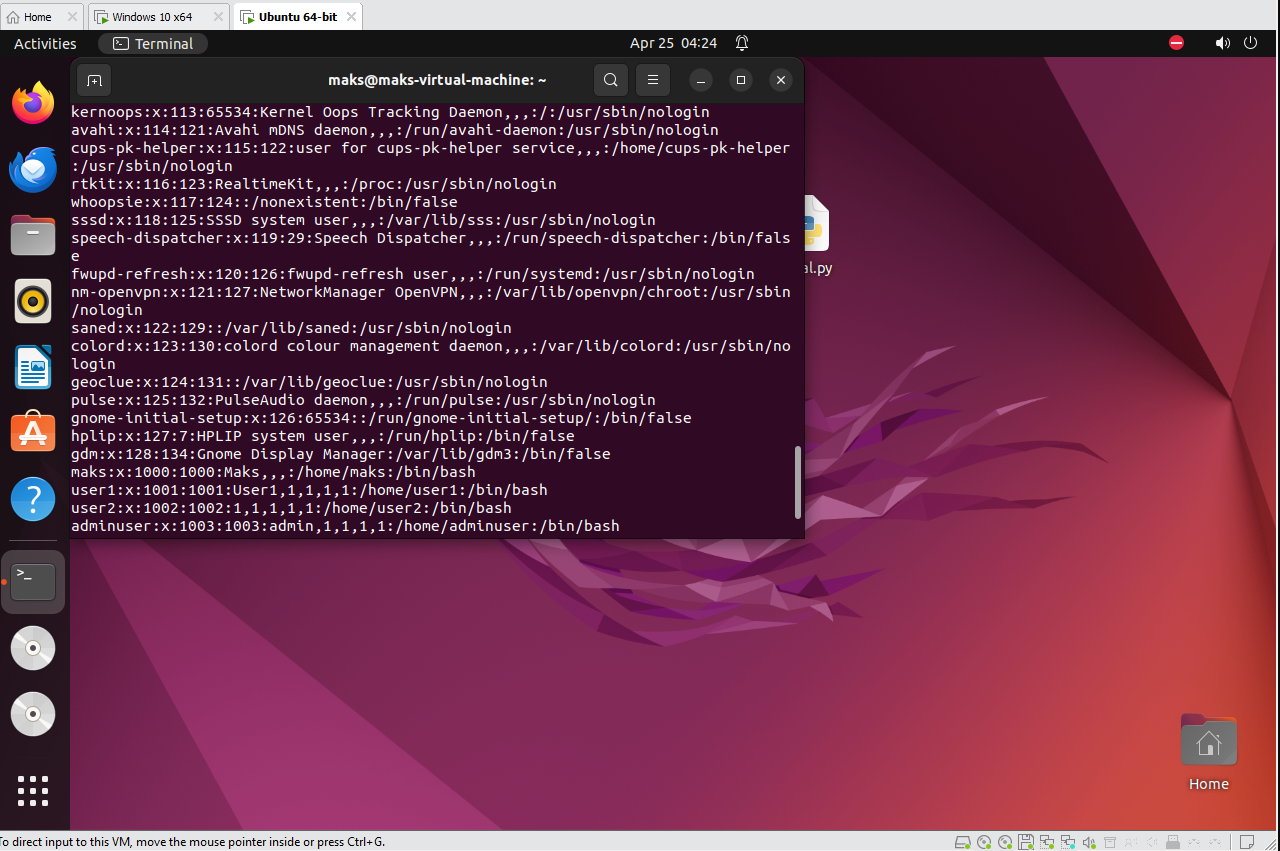 Home
Windows 10 x64
Ubuntu 64-bit
Activities
Terminal
Apr 25 04:24
maks@maks-virtual-machine: ~
kernoops:x:113:65534:Kernel Oops Tracking Daemon,,,:/:/usr/sbin/nologin
avahi:x:114:121:Avahi mDNS daemon,,,:/run/avahi-daemon:/usr/sbin/nologin
cups-pk-helper:x:115:122:user for cups-pk-helper service,,,:/home/cups-pk-helper
:/usr/sbin/nologin
rtkit:x:116:123:RealtimeKit,,,:/proc:/usr/sbin/nologin
whoopsie:x:117:124::/nonexistent:/bin/false
sssd:x:118:125:SSSD system user,,,:/var/lib/sss:/usr/sbin/nologin
speech-dispatcher:x:119:29:Speech Dispatcher,,,:/run/speech-dispatcher:/bin/fals
e
fwupd-refresh:x:120:126:fwupd-refresh user,,,:/run/systemd:/usr/sbin/nologin
nm-openvpn:x:121:127:NetworkManager OpenVPN,,,:/var/lib/openvpn/chroot:/usr/sbin
/nologin
saned:x:122:129::/var/lib/saned:/usr/sbin/nologin
colord:x:123:130:colord colour management daemon,,,:/var/lib/colord:/usr/sbin/no
login
geoclue:x:124:131::/var/lib/geoclue:/usr/sbin/nologin
pulse:x:125:132:PulseAudio daemon,,,:/run/pulse:/usr/sbin/nologin
gnome-initial-setup:x:126:65534::/run/gnome-initial-setup/:/bin/false
hplip:x:127:7:HPLIP system user,,,:/run/hplip:/bin/false
gdm:x:128:134:Gnome Display Manager:/var/lib/gdm3:/bin/false
maks:x:1000:1000:Maks,,,:/home/maks:/bin/bash
user1:x:1001:1001:User1,1,1,1,1:/home/user1:/bin/bash
user2:x:1002:1002:1,1,1,1,1:/home/user2:/bin/bash
adminuser:x:1003:1003:admin,1,1,1,1:/home/adminuser:/bin/bash
al.py
Home
To direct input to this VM, move the mouse pointer inside or press Ctrl+G.